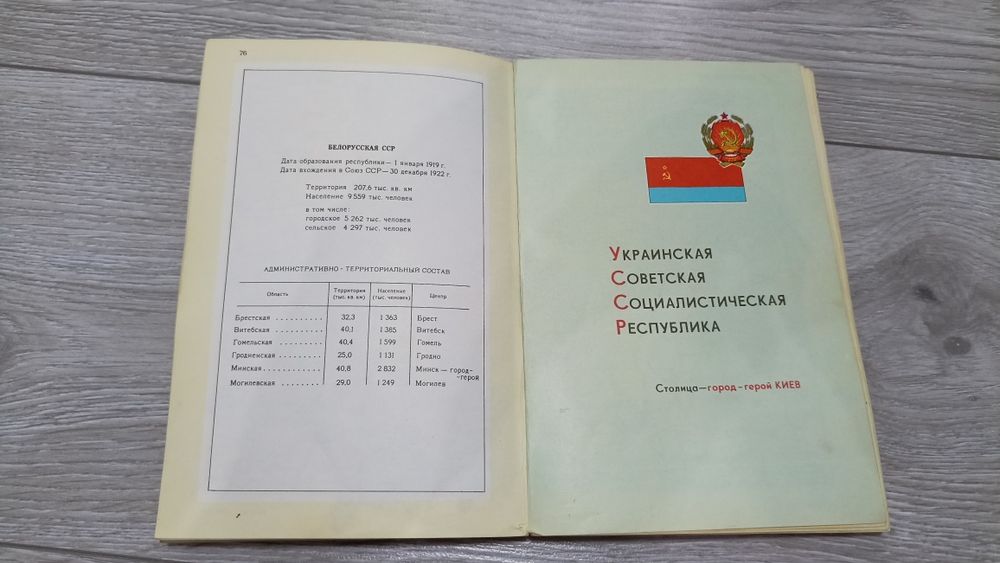 76
БЕЛОРУССКАЯ ССР
Дата образования республики — 1 января 1919 г.
Дата вхождения в Союз ССР — 30 декабря 1922 г.
Территория 207,6 тыс. кв. км
Население 9 559 тыс. человек
в том числе:
городское 5 262 тыс. человек
сельское 4 297 тыс. человек
АДМИНИСТРАТИВНО - ТЕРРИТОРИАЛЬНЫЙ СОСТАВ
Область Территория (тыс. кв. км) Население (тыс. человек) Центр
Брестская .......... 32,3 1 363 Брест
Витебская .......... 40,1 1 385 Витебск
Гомельская ......... 40,4 1 599 Гомель
Гродненская ........ 25,0 1 131 Гродно
Минская ............ 40,8 2 832 Минск — город-
-герой
Могилевская ........ 29,0 1 249 Могилев
УКРАИНСКАЯ
СОВЕТСКАЯ
СОЦИАЛИСТИЧЕСКАЯ
РЕСПУБЛИКА
Столица — город - герой КИЕВ